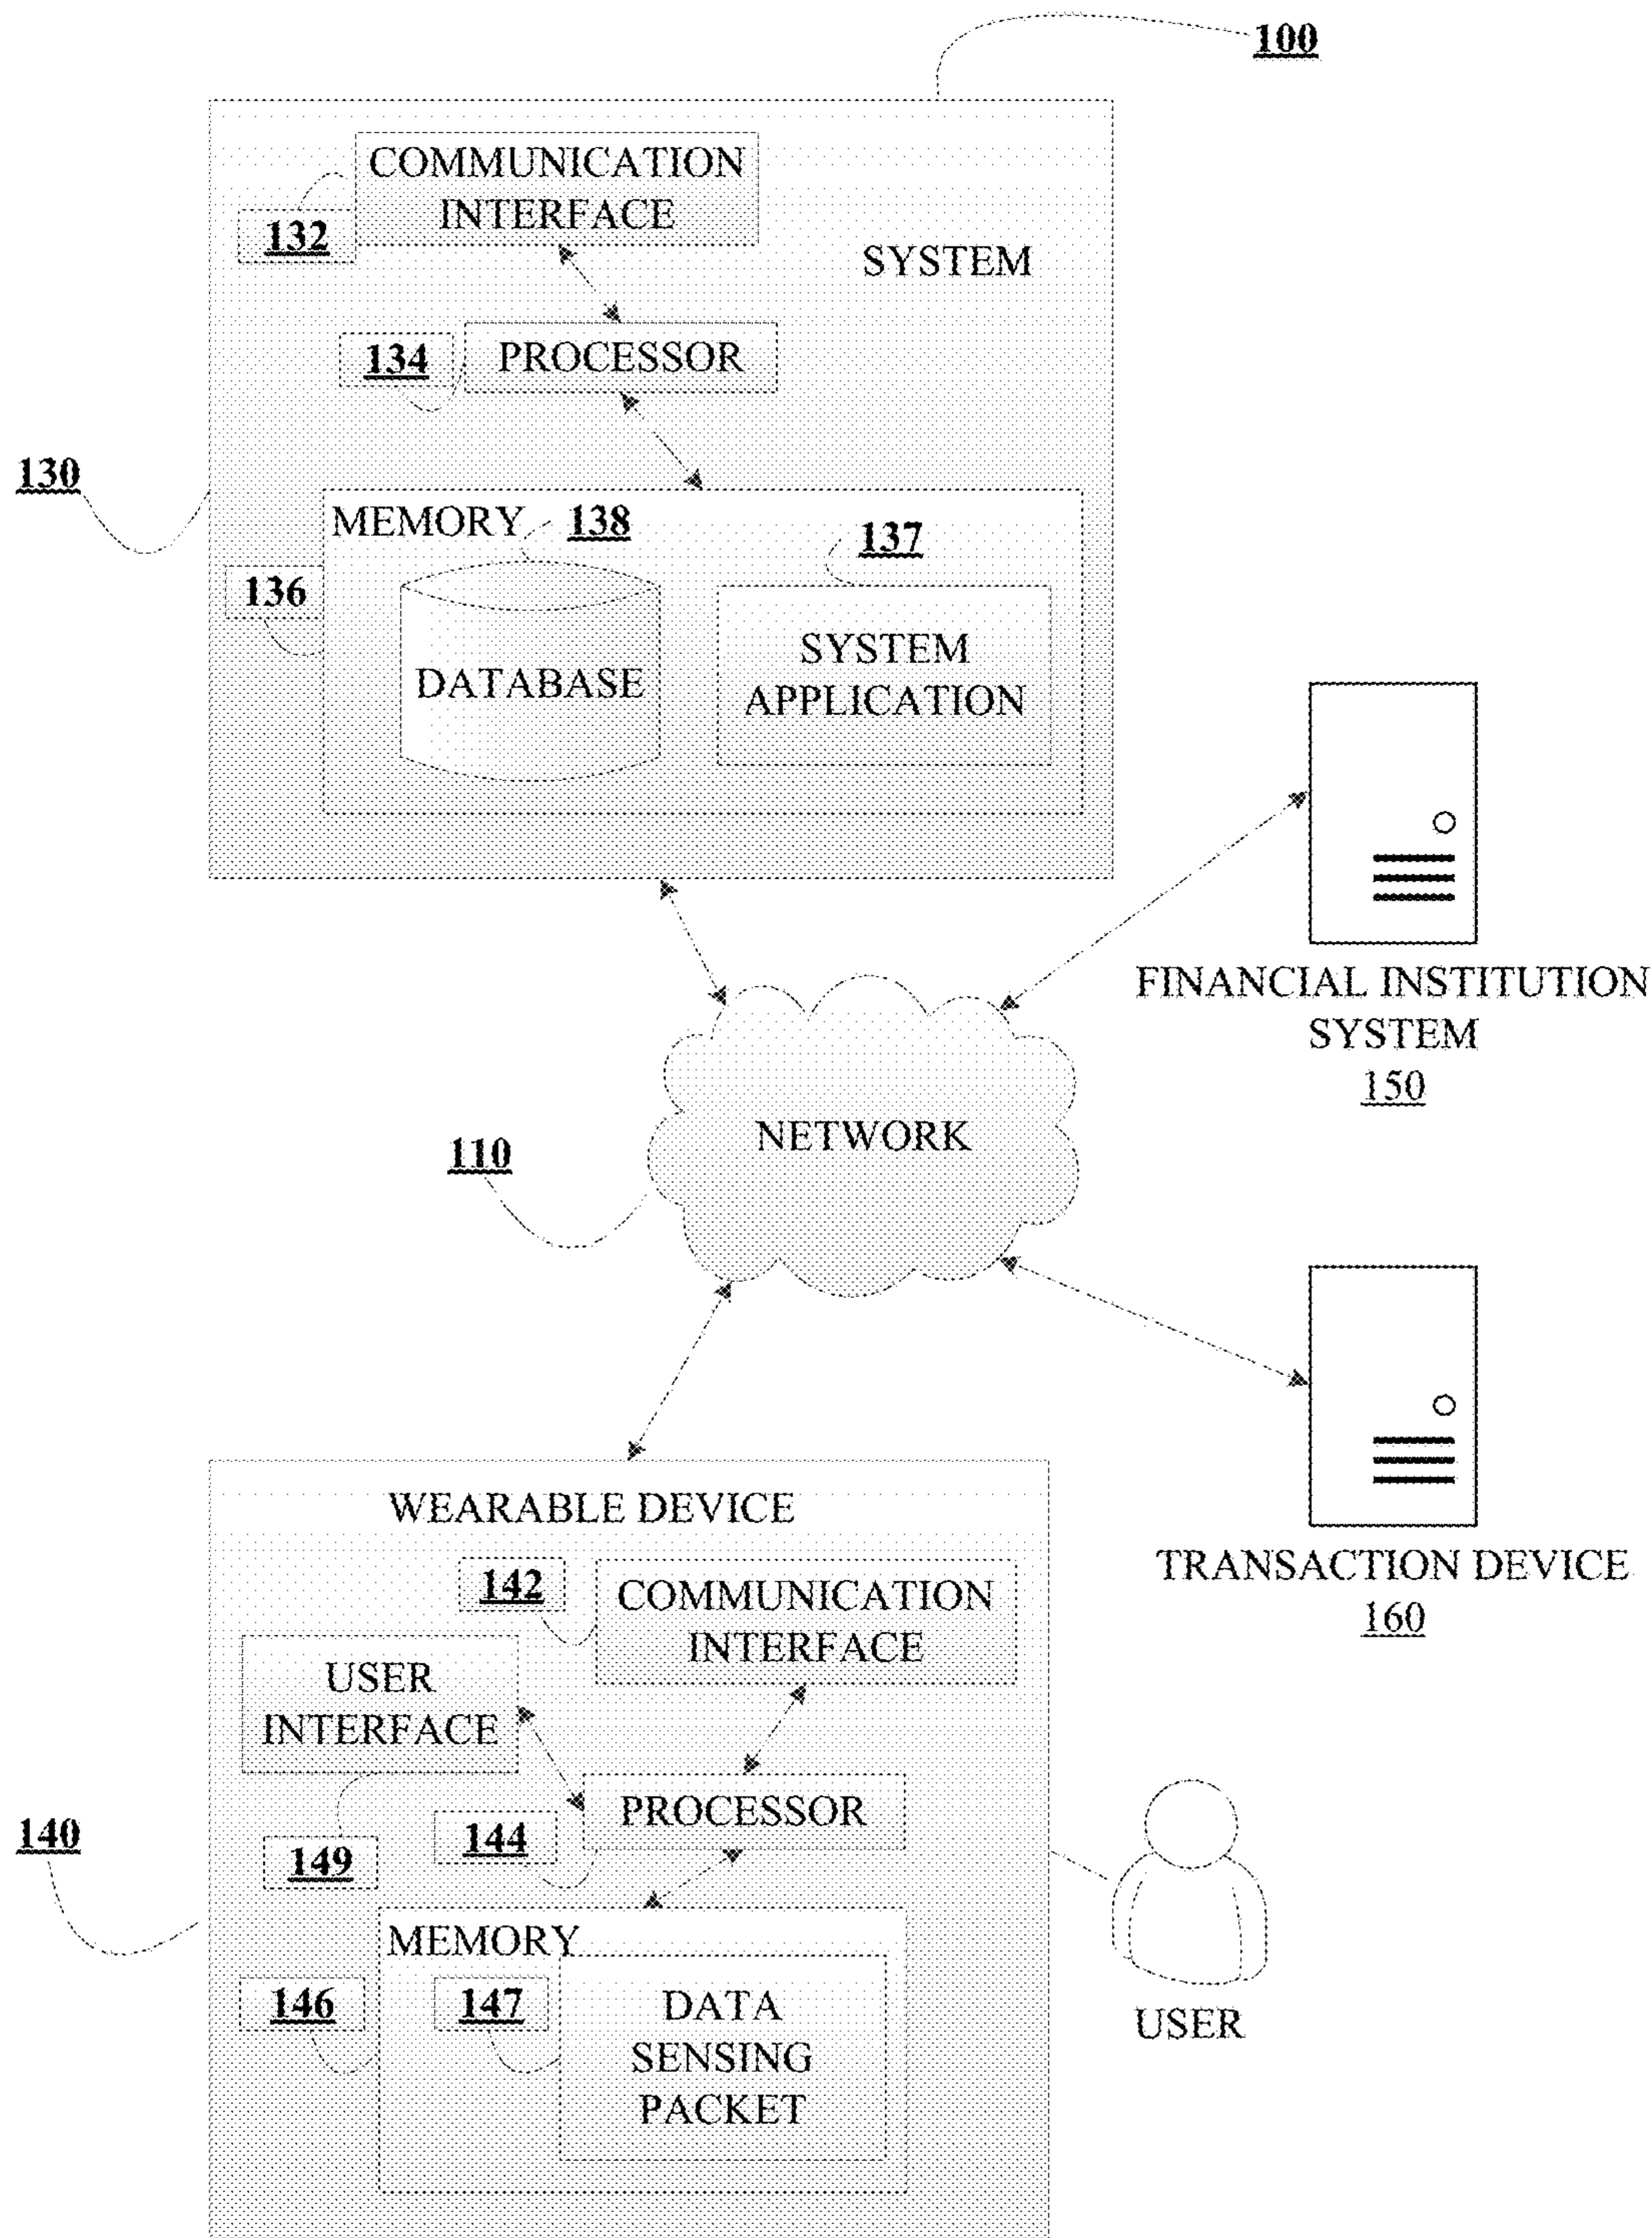 100
COMMUNICATION
INTERFACE
132
SYSTEM
134
PROCESSOR
130
MEMORY
138
137
136
DATABASE
SYSTEM
APPLICATION
FINANCIAL INSTITUTION
SYSTEM
150
NETWORK
110
TRANSACTION DEVICE
160
WEARABLE DEVICE
142
COMMUNICATION
INTERFACE
USER
INTERFACE
PROCESSOR
144
149
140
MEMORY
146
147
DATA
SENSING
PACKET
USER